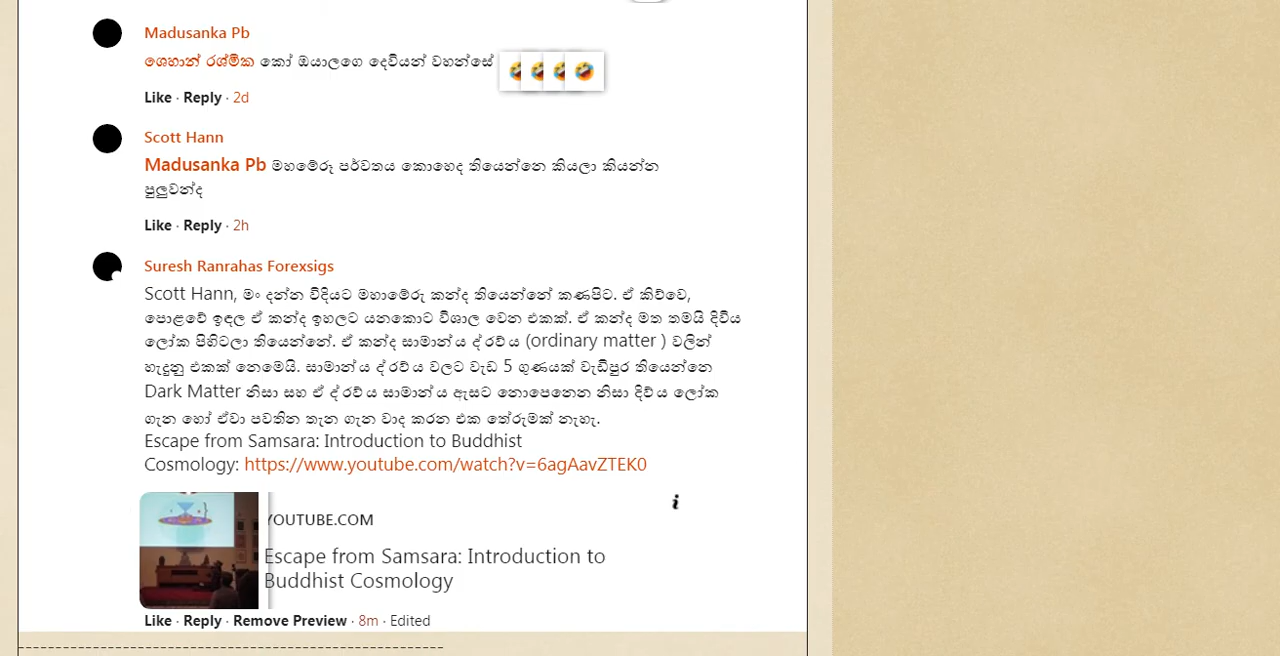 Madusanka Pb
ශෙහාන් රශ්මික කෝ ඔයාලගෙ දෙවියන් වහන්සේ 🤣🤣🤣🤣
Like · Reply · 2d
Scott Hann
Madusanka Pb මහමේරූ පර්වතය කොහෙද තියෙන්නෙ කියලා කියන්න
පුලුවන්ද
Like · Reply · 2h
Suresh Ranrahas Forexsigs
Scott Hann, මං දන්න විදියට මහාමේරු කන්ද තියෙන්නේ කණපිට. ඒ කිව්වෙ,
පොළවේ ඉඳල ඒ කන්ද ඉහලට යනකොට විශාල වෙන එකක්. ඒ කන්ද මත තමයි දිවිය
ලෝක පිහිටලා තියෙන්නේ. ඒ කන්ද සාමාන්ය ද්රව්ය (ordinary matter ) වලින්
හැදුනු එකක් නෙමෙයි. සාමාන්ය ද්රව්ය වලට වැඩ 5 ගුණයක් වැඩිපුර තියෙන්නෙ
Dark Matter නිසා සහ ඒ ද්රව්ය සාමාන්ය ඇසට නොපෙනෙන නිසා දිව්ය ලෝක
ගැන හෝ ඒවා පවතින තැන ගැන වාද කරන එක තේරුමක් නැහැ.
Escape from Samsara: Introduction to Buddhist
Cosmology: https://www.youtube.com/watch?v=6agAavZTEK0
YOUTUBE.COM
Escape from Samsara: Introduction to
Buddhist Cosmology
Like · Reply · Remove Preview · 8m · Edited